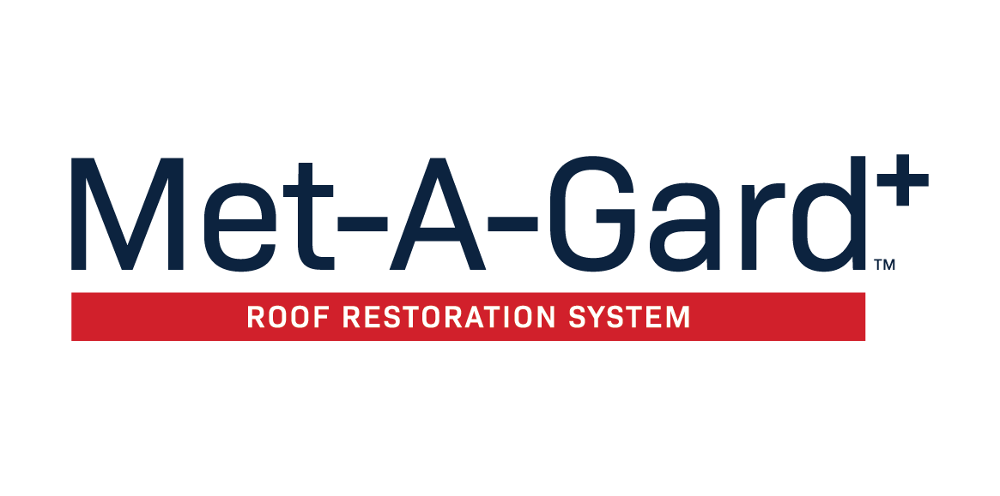 Met-A-Gard+™
ROOF RESTORATION SYSTEM